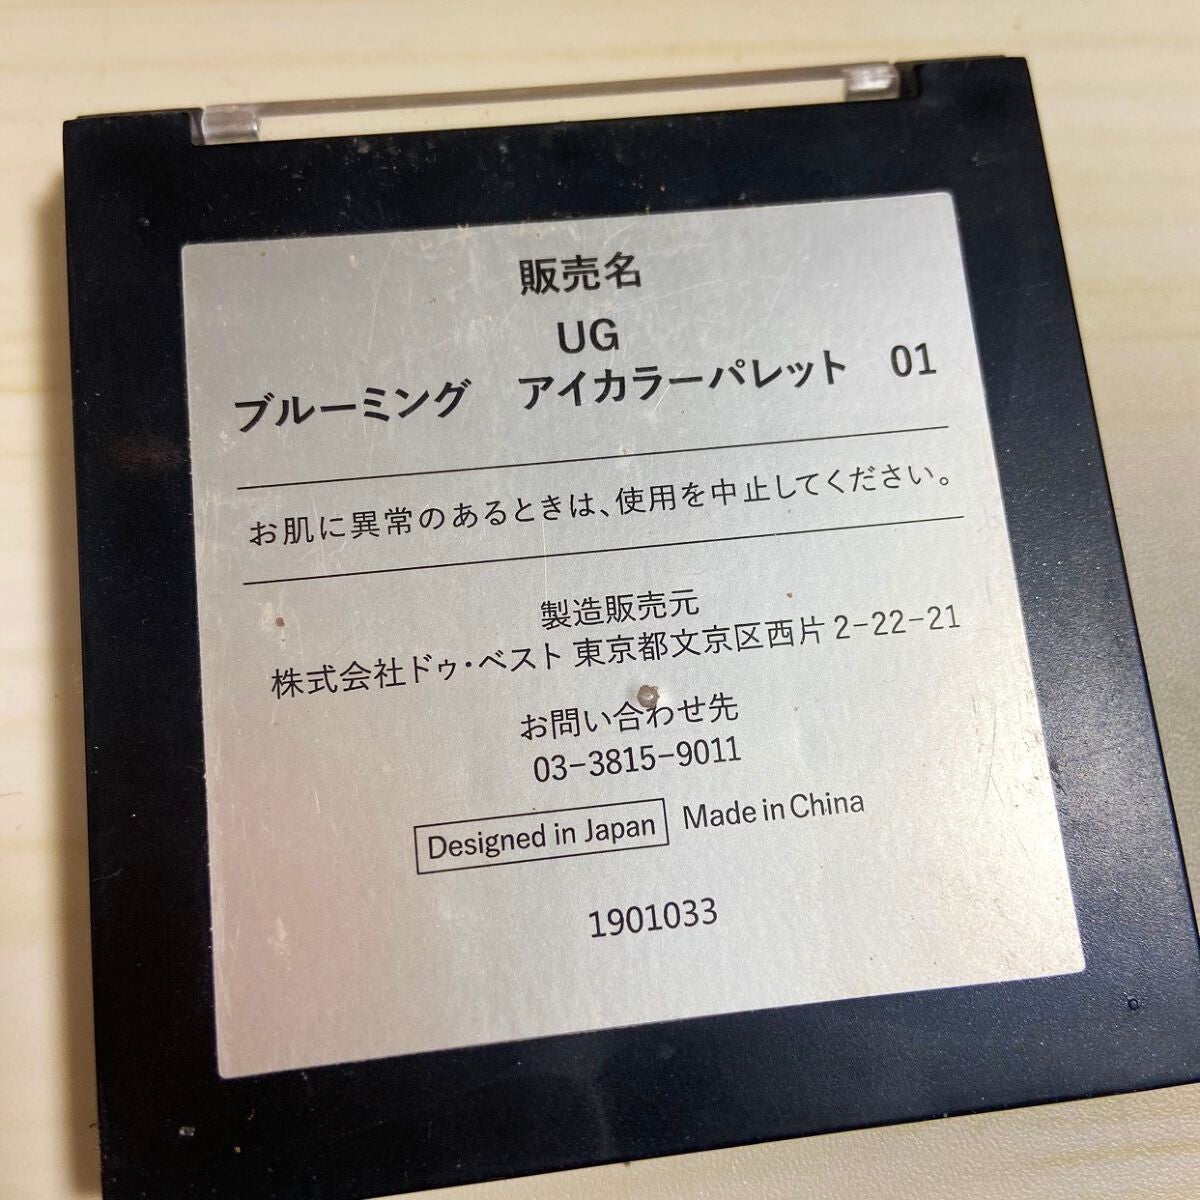 販売名
UG
ブルーミング　アイカラーパレット　01
お肌に異常のあるときは、使用を中止してください。
製造販売元
株式会社ドゥ・ベスト 東京都文京区西片 2-22-21
お問い合わせ先
03-3815-9011
Designed in Japan Made in China
1901033